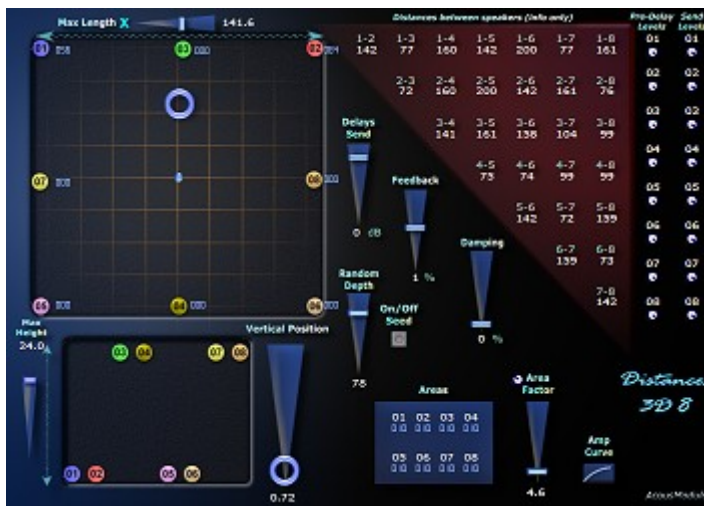 Max Length X 141.6
Distances between speakers (info only)
Pre-Delay Levels
Send Levels
1-2 1-3 1-4 1-5 1-6 1-7 1-8
142 77 160 142 200 77 161
2-3 2-4 2-5 2-6 2-7 2-8
72 160 200 142 161 76
3-4 3-5 3-6 3-7 3-8
141 161 138 104 99
4-5 4-6 4-7 4-8
73 74 99 99
5-6 5-7 5-8
142 72 139
6-7 6-8
139 73
7-8
142
01 01
02 02
03 03
04 04
05 05
06 06
07 07
08 08
01 03 000 02
07 000 08 000
05 000 04 000 06 000
Delays Send
0 dB
Feedback
1 %
Damping
0 %
Random Depth
78
On/Off Seed
Max Height
24.0
03 04 07 08
01 02 05 06
Vertical Position
0.72
Areas
01 02 03 04
05 06 07 08
Area Factor
4.6
Amp Curve
Distance
3D 8